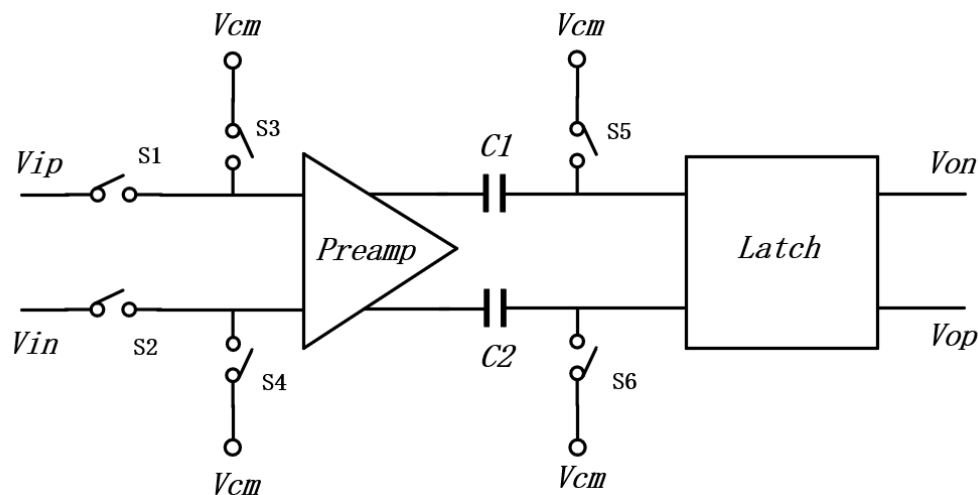 Vcm
Vcm
S3
S5
Vip
S1
C1
Von
Preamp
Latch
Vin
S2
C2
Vop
S4
S6
Vcm
Vcm